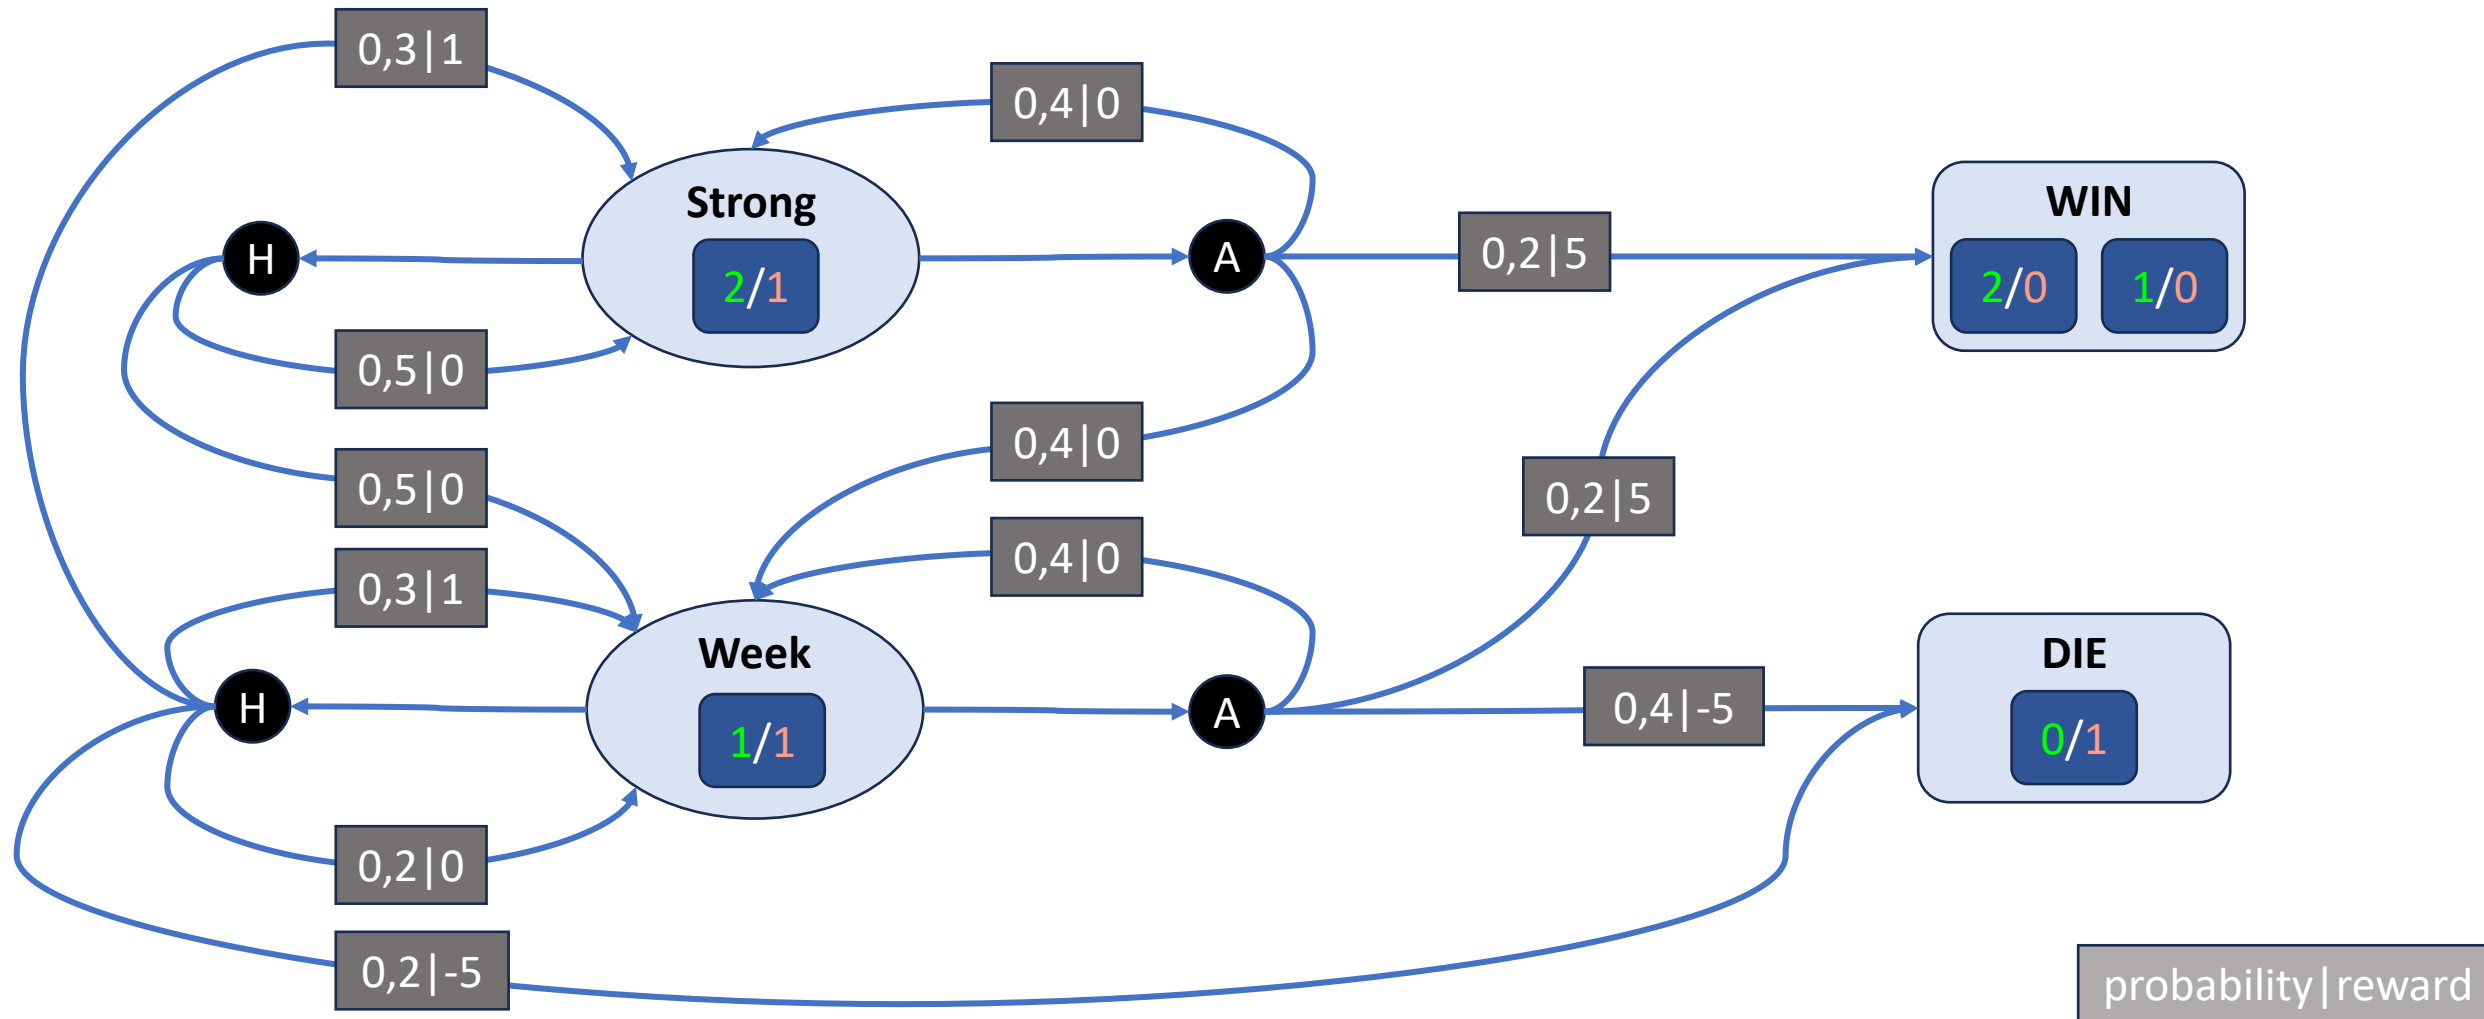 0,3|1
0,4|0
Strong
2/1
H
A
0,2|5
WIN
2/0
1/0
0,5|0
0,4|0
0,5|0
0,2|5
0,3|1
0,4|0
Week
1/1
H
A
0,4|-5
DIE
0/1
0,2|0
0,2|-5
probability|reward